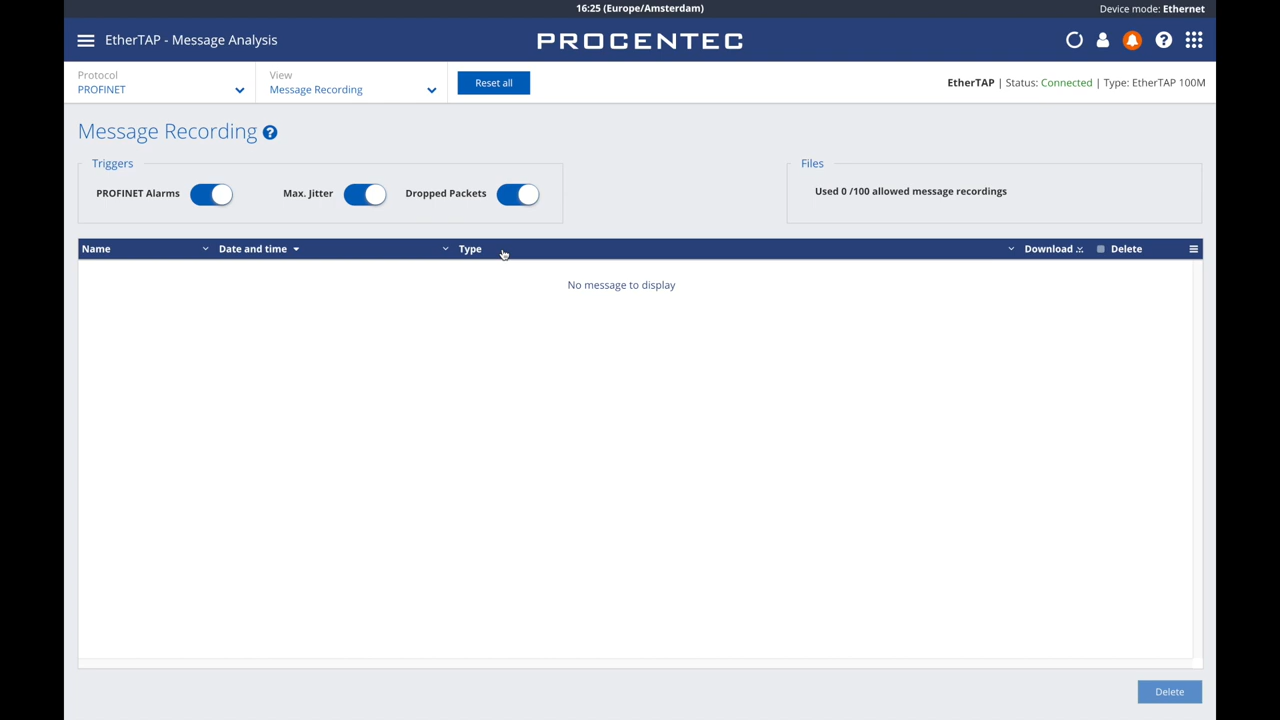 16:25 (Europe/Amsterdam)
Device mode: Ethernet
EtherTAP - Message Analysis
PROCENTEC
Protocol
PROFINET
View
Message Recording
Reset all
EtherTAP | Status: Connected | Type: EtherTAP 100M
Message Recording
Triggers
PROFINET Alarms
Max. Jitter
Dropped Packets
Files
Used 0 /100 allowed message recordings
Name
Date and time
Type
Download
Delete
No message to display
Delete